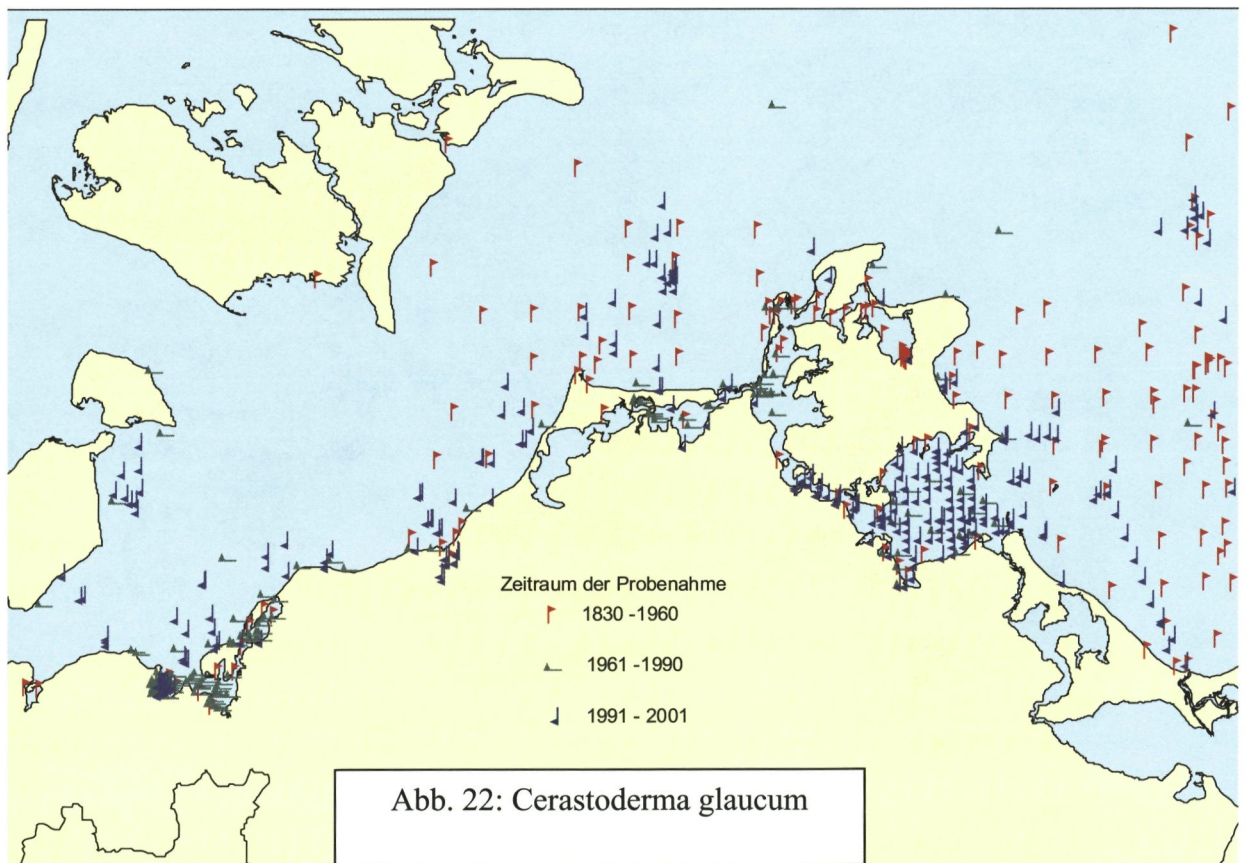 Zeitraum der Probenahme
1830 -1960
1961 -1990
1991 - 2001
Abb. 22: Cerastoderma glaucum